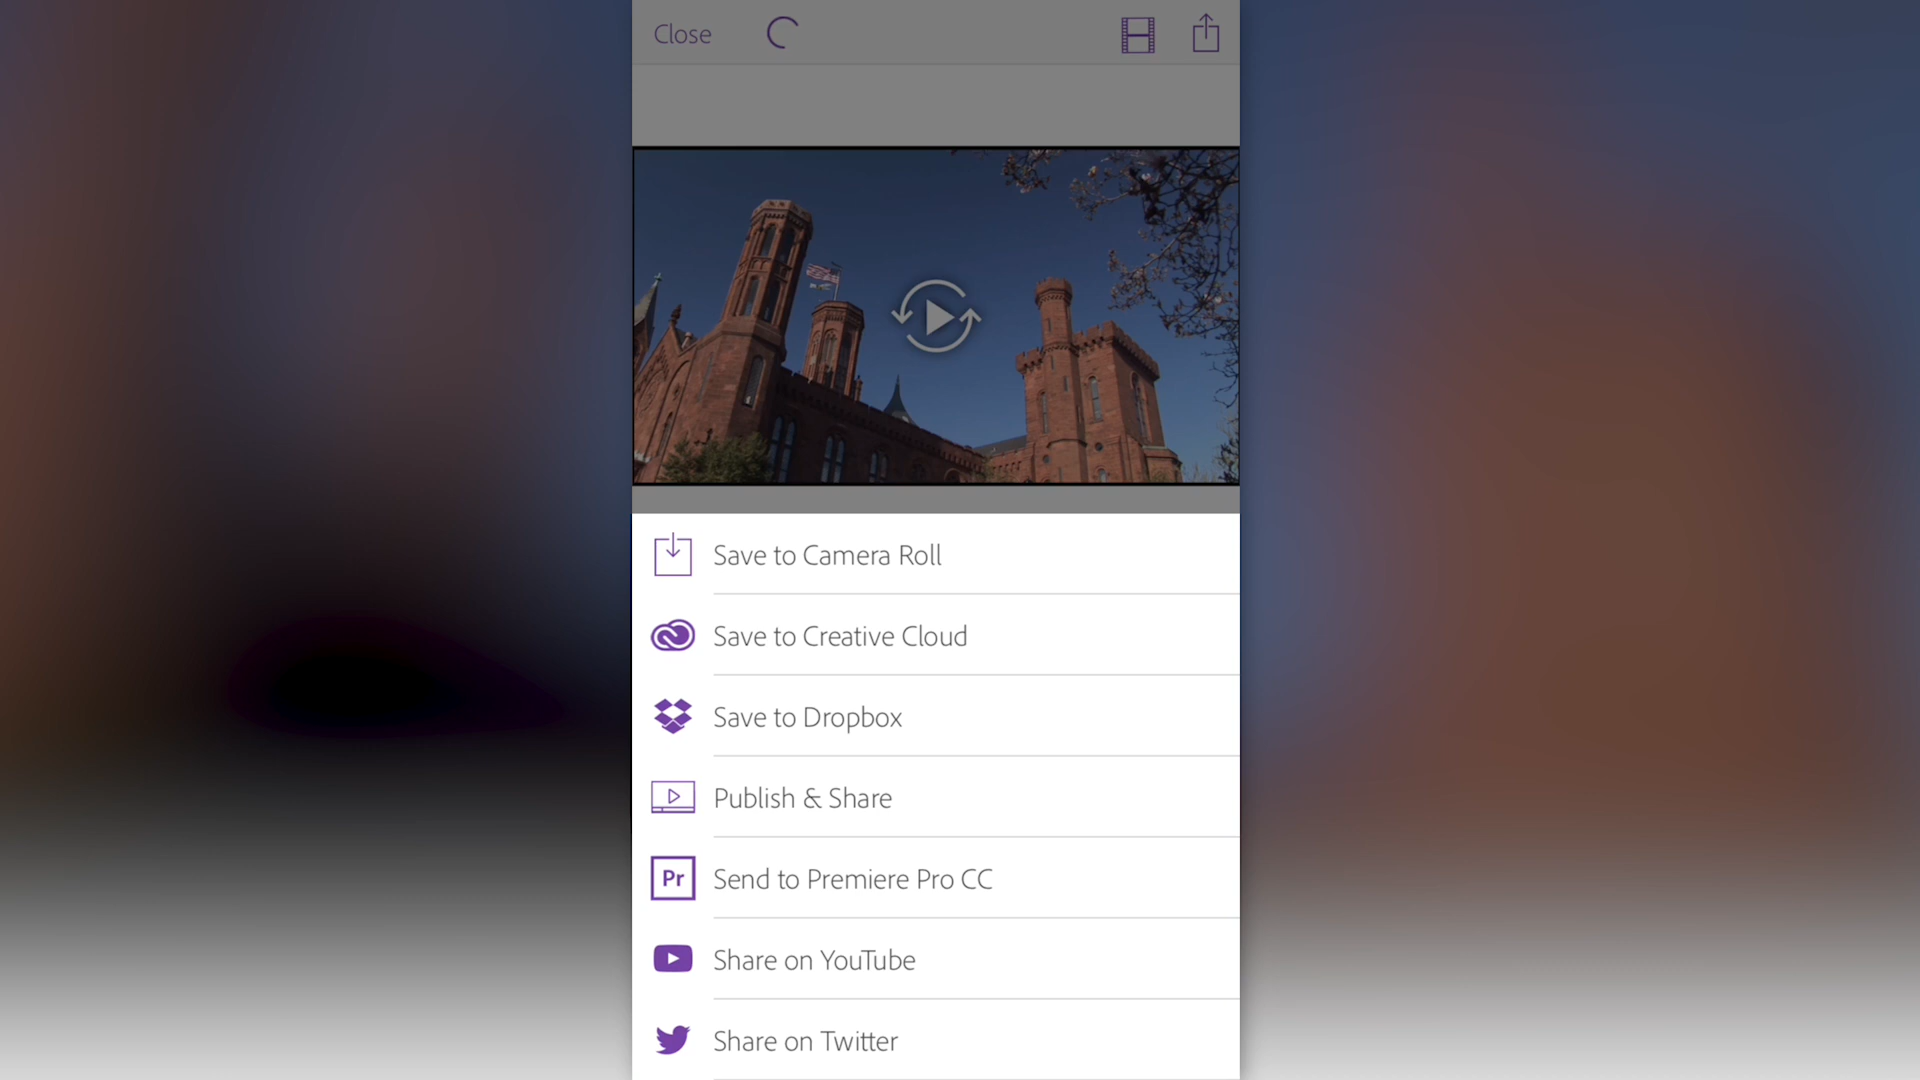 Close
Save to Camera Roll
Save to Creative Cloud
Save to Dropbox
Publish & Share
Pr Send to Premiere Pro CC
Share on YouTube
Share on Twitter